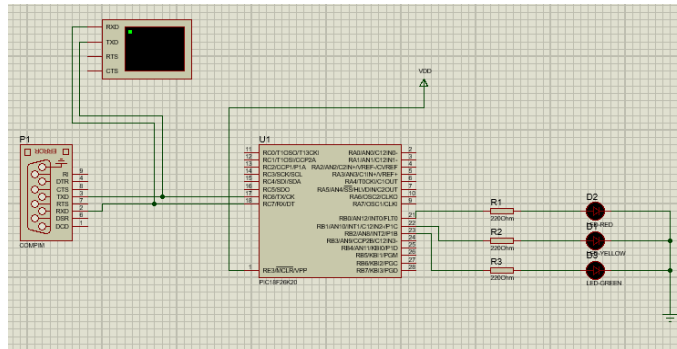 RXD
TXD
RTS
CTS
VDD
P1
ERROR
RI 9
DTR 4
CTS 8
TXD 3
RTS 7
RXD 2
DSR 6
DCD 1
COMPIM
U1
11 RC0/T1OSO/T13CKI
12 RC1/T1OSI/CCP2A
13 RC2/CCP1/P1A
14 RC3/SCK/SCL
15 RC4/SDI/SDA
16 RC5/SDO
17 RC6/TX/CK
18 RC7/RX/DT
1 RE3/MCLR/VPP
RA0/AN0/C12IN0- 2
RA1/AN1/C12IN1- 3
RA2/AN2/C2IN+/VREF-/CVREF 4
RA3/AN3/C1IN+/VREF+ 5
RA4/T0CKI/C1OUT 6
RA5/AN4/SS/HLVDIN/C2OUT 7
RA6/OSC2/CLKO 10
RA7/OSC1/CLKI 9
RB0/AN12/INT0/FLT0 21
RB1/AN10/INT1/C12IN2-/P1C 22
RB2/AN8/INT2/P1B 23
RB3/AN9/CCP2B/C12IN3- 24
RB4/AN11/KBI0/P1D 25
RB5/KBI1/PGM 26
RB6/KBI2/PGC 27
RB7/KBI3/PGD 28
PIC18F26K20
R1
220Ohm
R2
220Ohm
R3
220Ohm
D2
LED-RED
D1
LED-YELLOW
D3
LED-GREEN